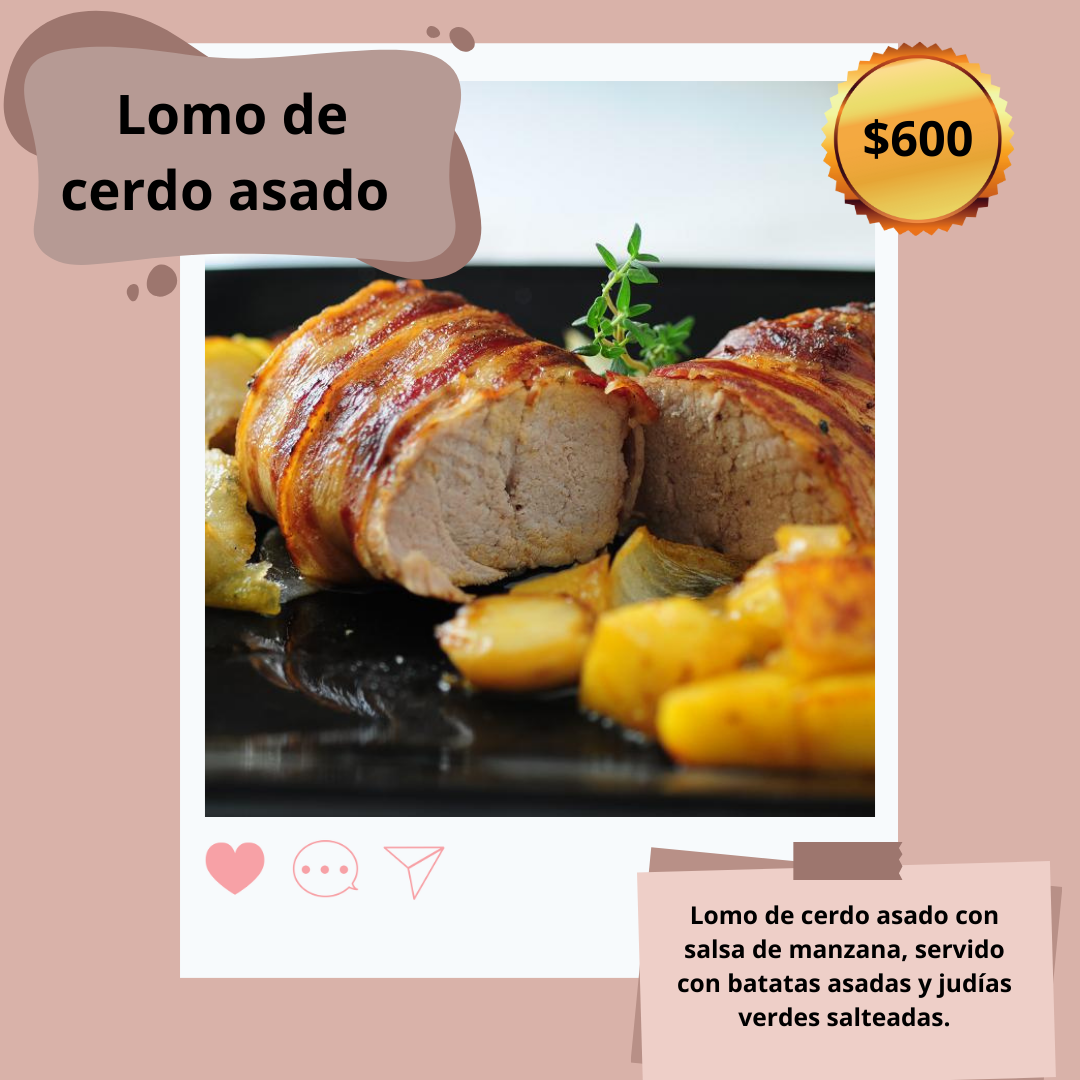 Lomo de
cerdo asado
$600
Lomo de cerdo asado con
salsa de manzana, servido
con batatas asadas y judías
verdes salteadas.